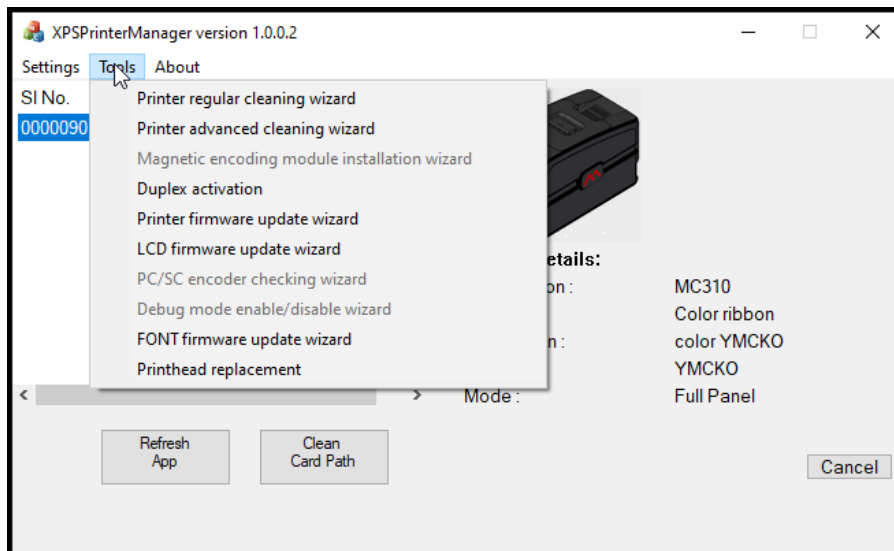 XPSPrinterManager version 1.0.0.2
Settings Tools About
SI No.
0000090
Printer regular cleaning wizard
Printer advanced cleaning wizard
Magnetic encoding module installation wizard
Duplex activation
Printer firmware update wizard
LCD firmware update wizard
PC/SC encoder checking wizard
Debug mode enable/disable wizard
FONT firmware update wizard
Printhead replacement
MC310
Color ribbon
color YMCKO
YMCKO
Mode : Full Panel
Refresh
App
Clean
Card Path
Cancel